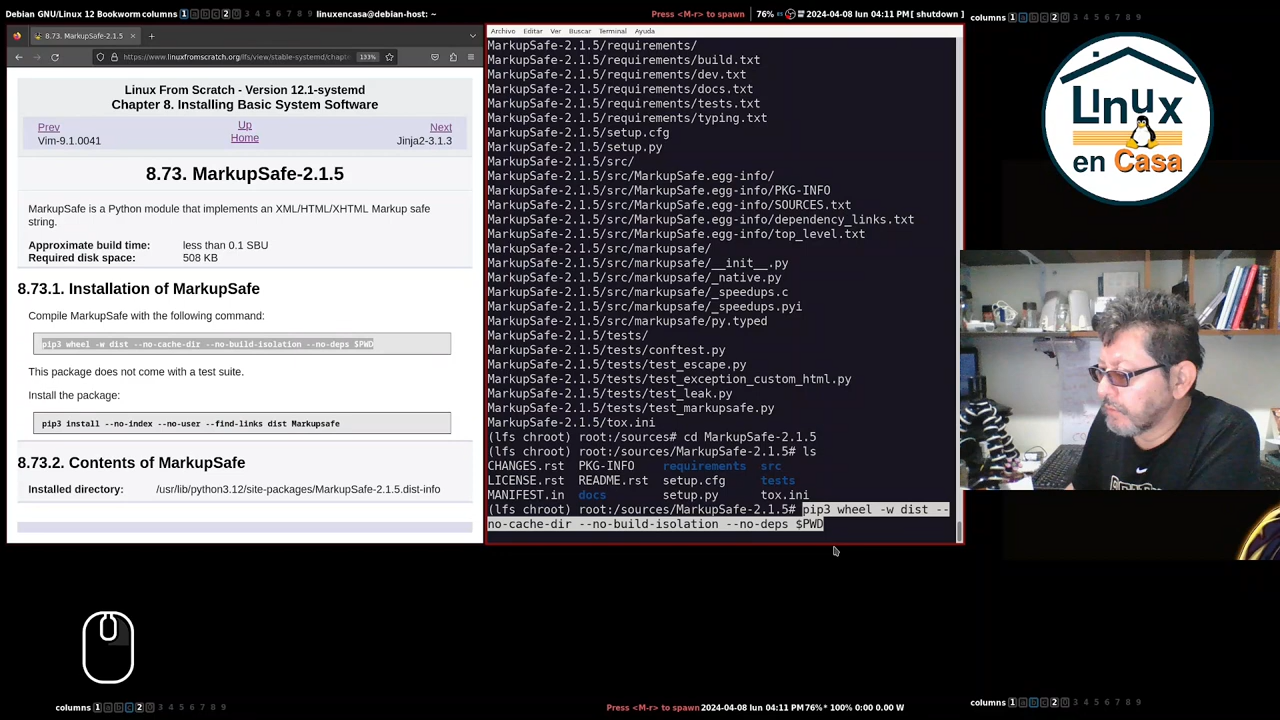 Debian GNU/Linux 12 Bookworm columns 1 a b c 2 0 3 4 5 6 7 8 9 linuxencasa@debian-host: ~
Press <M-r> to spawn 76% 2024-04-08 lun 04:11 PM[ shutdown ]
columns 1 a b c 2 0 3 4 5 6 7 8 9
8.73. MarkupSafe-2.1.5
https://www.linuxfromscratch.org/lfs/view/stable-systemd/chapt
133%
Linux From Scratch - Version 12.1-systemd
Chapter 8. Installing Basic System Software
Prev Up Next
Vim-9.1.0041 Home Jinja2-3.1.3
8.73. MarkupSafe-2.1.5
MarkupSafe is a Python module that implements an XML/HTML/XHTML Markup safe
string.
Approximate build time: less than 0.1 SBU
Required disk space: 508 KB
8.73.1. Installation of MarkupSafe
Compile MarkupSafe with the following command:
pip3 wheel -w dist --no-cache-dir --no-build-isolation --no-deps $PWD
This package does not come with a test suite.
Install the package:
pip3 install --no-index --no-user --find-links dist Markupsafe
8.73.2. Contents of MarkupSafe
Installed directory: /usr/lib/python3.12/site-packages/MarkupSafe-2.1.5.dist-info
Archivo Editar Ver Buscar Terminal Ayuda
MarkupSafe-2.1.5/requirements/
MarkupSafe-2.1.5/requirements/build.txt
MarkupSafe-2.1.5/requirements/dev.txt
MarkupSafe-2.1.5/requirements/docs.txt
MarkupSafe-2.1.5/requirements/tests.txt
MarkupSafe-2.1.5/requirements/typing.txt
MarkupSafe-2.1.5/setup.cfg
MarkupSafe-2.1.5/setup.py
MarkupSafe-2.1.5/src/
MarkupSafe-2.1.5/src/MarkupSafe.egg-info/
MarkupSafe-2.1.5/src/MarkupSafe.egg-info/PKG-INFO
MarkupSafe-2.1.5/src/MarkupSafe.egg-info/SOURCES.txt
MarkupSafe-2.1.5/src/MarkupSafe.egg-info/dependency_links.txt
MarkupSafe-2.1.5/src/MarkupSafe.egg-info/top_level.txt
MarkupSafe-2.1.5/src/markupsafe/
MarkupSafe-2.1.5/src/markupsafe/__init__.py
MarkupSafe-2.1.5/src/markupsafe/_native.py
MarkupSafe-2.1.5/src/markupsafe/_speedups.c
MarkupSafe-2.1.5/src/markupsafe/_speedups.pyi
MarkupSafe-2.1.5/src/markupsafe/py.typed
MarkupSafe-2.1.5/tests/
MarkupSafe-2.1.5/tests/conftest.py
MarkupSafe-2.1.5/tests/test_escape.py
MarkupSafe-2.1.5/tests/test_exception_custom_html.py
MarkupSafe-2.1.5/tests/test_leak.py
MarkupSafe-2.1.5/tests/test_markupsafe.py
MarkupSafe-2.1.5/tox.ini
(lfs chroot) root:/sources# cd MarkupSafe-2.1.5
(lfs chroot) root:/sources/MarkupSafe-2.1.5# ls
CHANGES.rst PKG-INFO requirements src
LICENSE.rst README.rst setup.cfg tests
MANIFEST.in docs setup.py tox.ini
(lfs chroot) root:/sources/MarkupSafe-2.1.5# pip3 wheel -w dist --
no-cache-dir --no-build-isolation --no-deps $PWD
Linux
en Casa
columns 1 a b c 2 0 3 4 5 6 7 8 9
Press <M-r> to spawn 2024-04-08 lun 04:11 PM 76%* 100% 0:00 0.00 W
columns 1 a b c 2 0 3 4 5 6 7 8 9